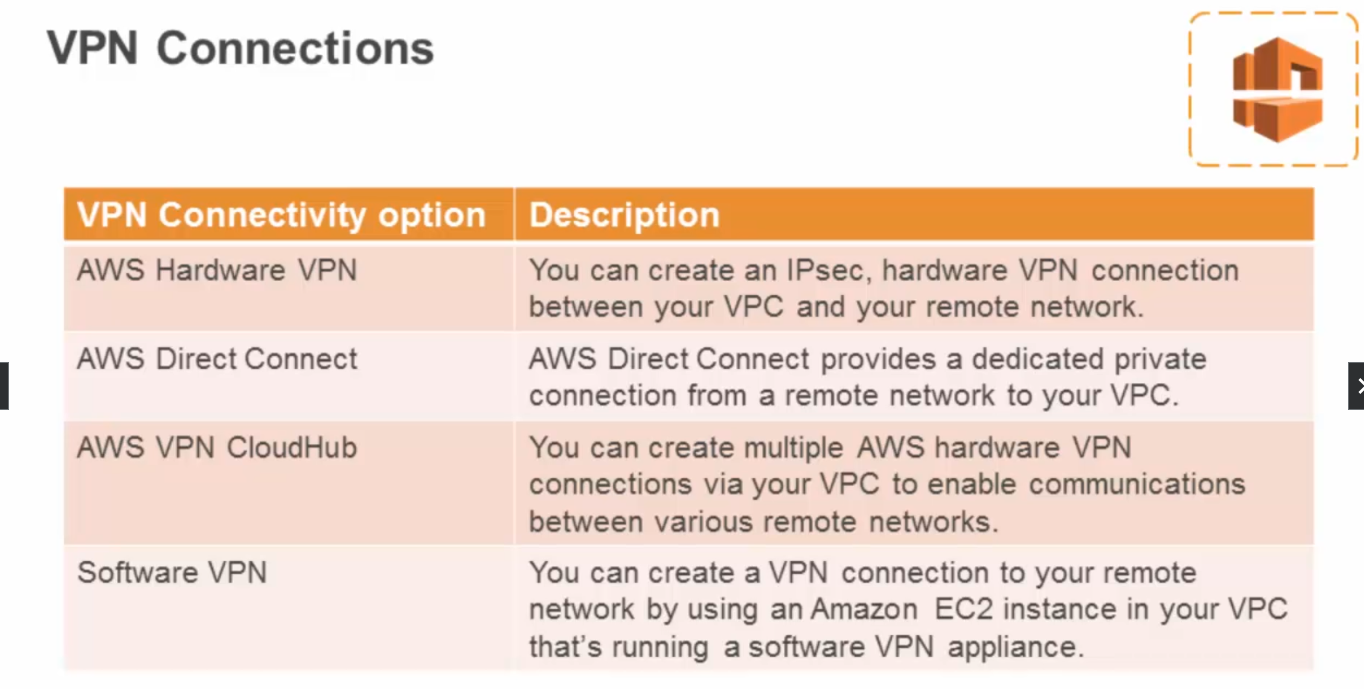 VPN Connections
VPN Connectivity option
Description
AWS Hardware VPN
You can create an IPsec, hardware VPN connection
between your VPC and your remote network.
AWS Direct Connect
AWS Direct Connect provides a dedicated private
connection from a remote network to your VPC.
AWS VPN CloudHub
You can create multiple AWS hardware VPN
connections via your VPC to enable communications
between various remote networks.
Software VPN
You can create a VPN connection to your remote
network by using an Amazon EC2 instance in your VPC
that’s running a software VPN appliance.